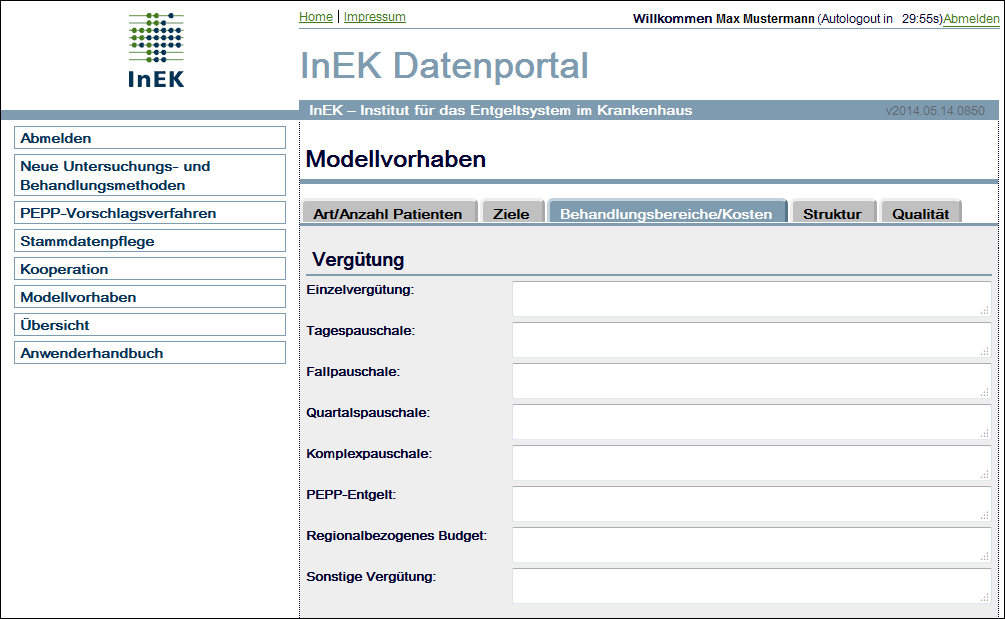 InEK
Home | Impressum
Willkommen Max Mustermann (Autologout in 29:55s)Abmelden
InEK Datenportal
InEK – Institut für das Entgeltsystem im Krankenhaus
v2014.05.14.0850
Abmelden
Neue Untersuchungs- und
Behandlungsmethoden
PEPP-Vorschlagsverfahren
Stammdatenpflege
Kooperation
Modellvorhaben
Übersicht
Anwenderhandbuch
Modellvorhaben
Art/Anzahl Patienten
Ziele
Behandlungsbereiche/Kosten
Struktur
Qualität
Vergütung
Einzelvergütung:
Tagespauschale:
Fallpauschale:
Quartalspauschale:
Komplexpauschale:
PEPP-Entgelt:
Regionalbezogenes Budget:
Sonstige Vergütung: